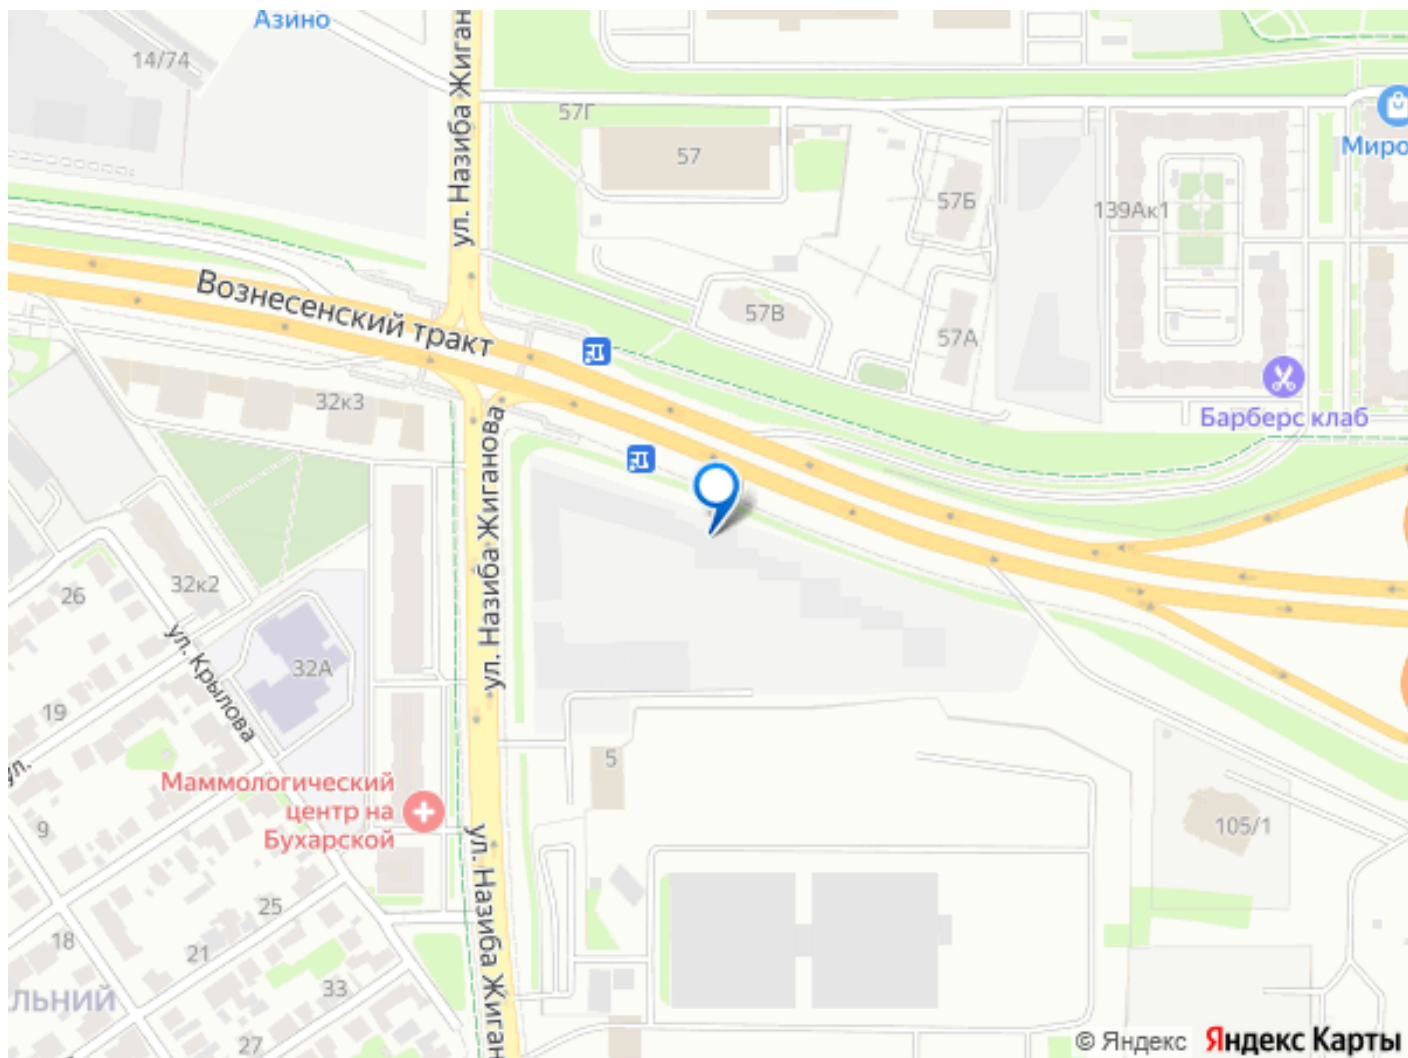 Азино
14/74
ул. Назиба Жиган
57Г
57
57Б
139Ак1
Миро
Вознесенский тракт
57В
57А
32к3
Барберс клаб
ул. Назиба Жиганова
26
32к2
ул. Крылова
32А
19
ул.
5
Маммологический
центр на
Бухарской
9
105/1
ул. Назиба Жиган
25
18
21
33
ЛЬНИЙ
27
© Яндекс Яндекс Карты